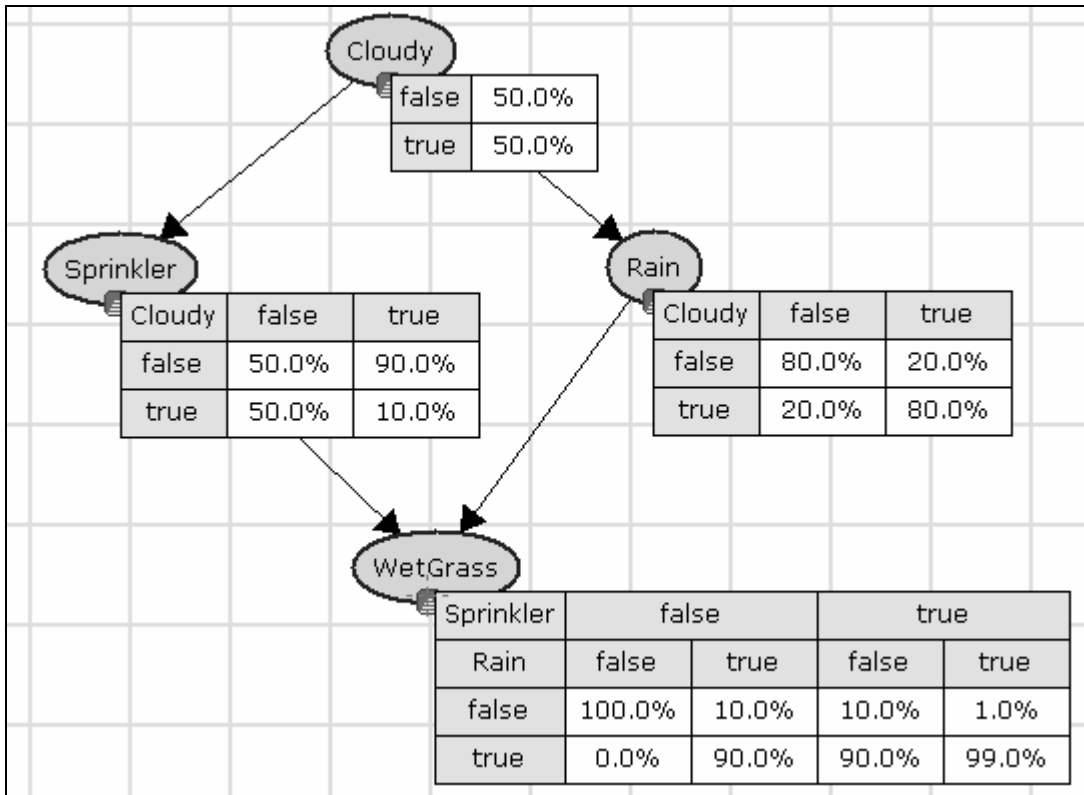 Cloudy
false 50.0%
true 50.0%
Sprinkler
Cloudy false true
false 50.0% 90.0%
true 50.0% 10.0%
Rain
Cloudy false true
false 80.0% 20.0%
true 20.0% 80.0%
WetGrass
Sprinkler false true
Rain false true false true
false 100.0% 10.0% 10.0% 1.0%
true 0.0% 90.0% 90.0% 99.0%